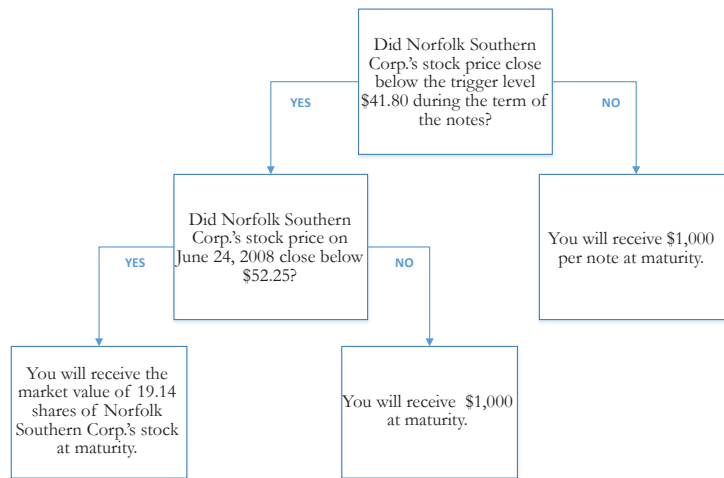 Did Norfolk Southern
Corp.'s stock price close
below the trigger level
$41.80 during the term of
the notes?
YES
NO
Did Norfolk Southern
Corp.'s stock price on
June 24, 2008 close below
$52.25?
You will receive $1,000
per note at maturity.
YES
NO
You will receive the
market value of 19.14
shares of Norfolk
Southern Corp.'s stock
at maturity.
You will receive $1,000
at maturity.